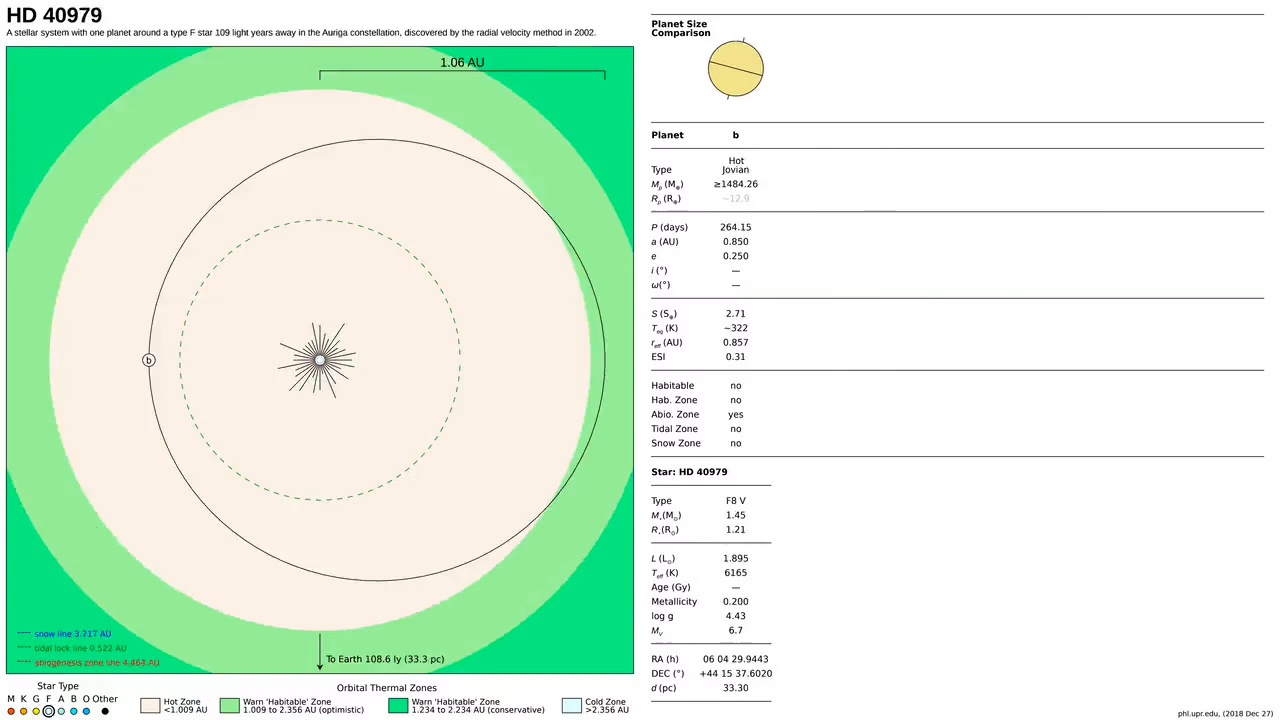 HD 40979
A stellar system with one planet around a type F star 109 light years away in the Auriga constellation, discovered by the radial velocity method in 2002.
1.06 AU
b
snow line 3.717 AU
tidal lock line 0.522 AU
abiogenesis zone line 4.464 AU
To Earth 108.6 ly (33.3 pc)
Star Type
M K G F A B O Other
Orbital Thermal Zones
Hot Zone
<1.009 AU
Warn 'Habitable' Zone
1.009 to 2.356 AU (optimistic)
Warn 'Habitable' Zone
1.234 to 2.234 AU (conservative)
Cold Zone
>2.356 AU
Planet Size
Comparison
Planet b
Hot
Type Jovian
Mp (M⊕) ≥1484.26
Rp (R⊕) ~12.9
P (days) 264.15
a (AU) 0.850
e 0.250
i (°) —
ω(°) —
S (S⊕) 2.71
Teq (K) ~322
reff (AU) 0.857
ESI 0.31
Habitable no
Hab. Zone no
Abio. Zone yes
Tidal Zone no
Snow Zone no
Star: HD 40979
Type F8 V
M⋆(M⊙) 1.45
R⋆(R⊙) 1.21
L (L⊙) 1.895
Teff (K) 6165
Age (Gy) —
Metallicity 0.200
log g 4.43
MV 6.7
RA (h) 06 04 29.9443
DEC (°) +44 15 37.6020
d (pc) 33.30
phl.upr.edu, (2018 Dec 27)